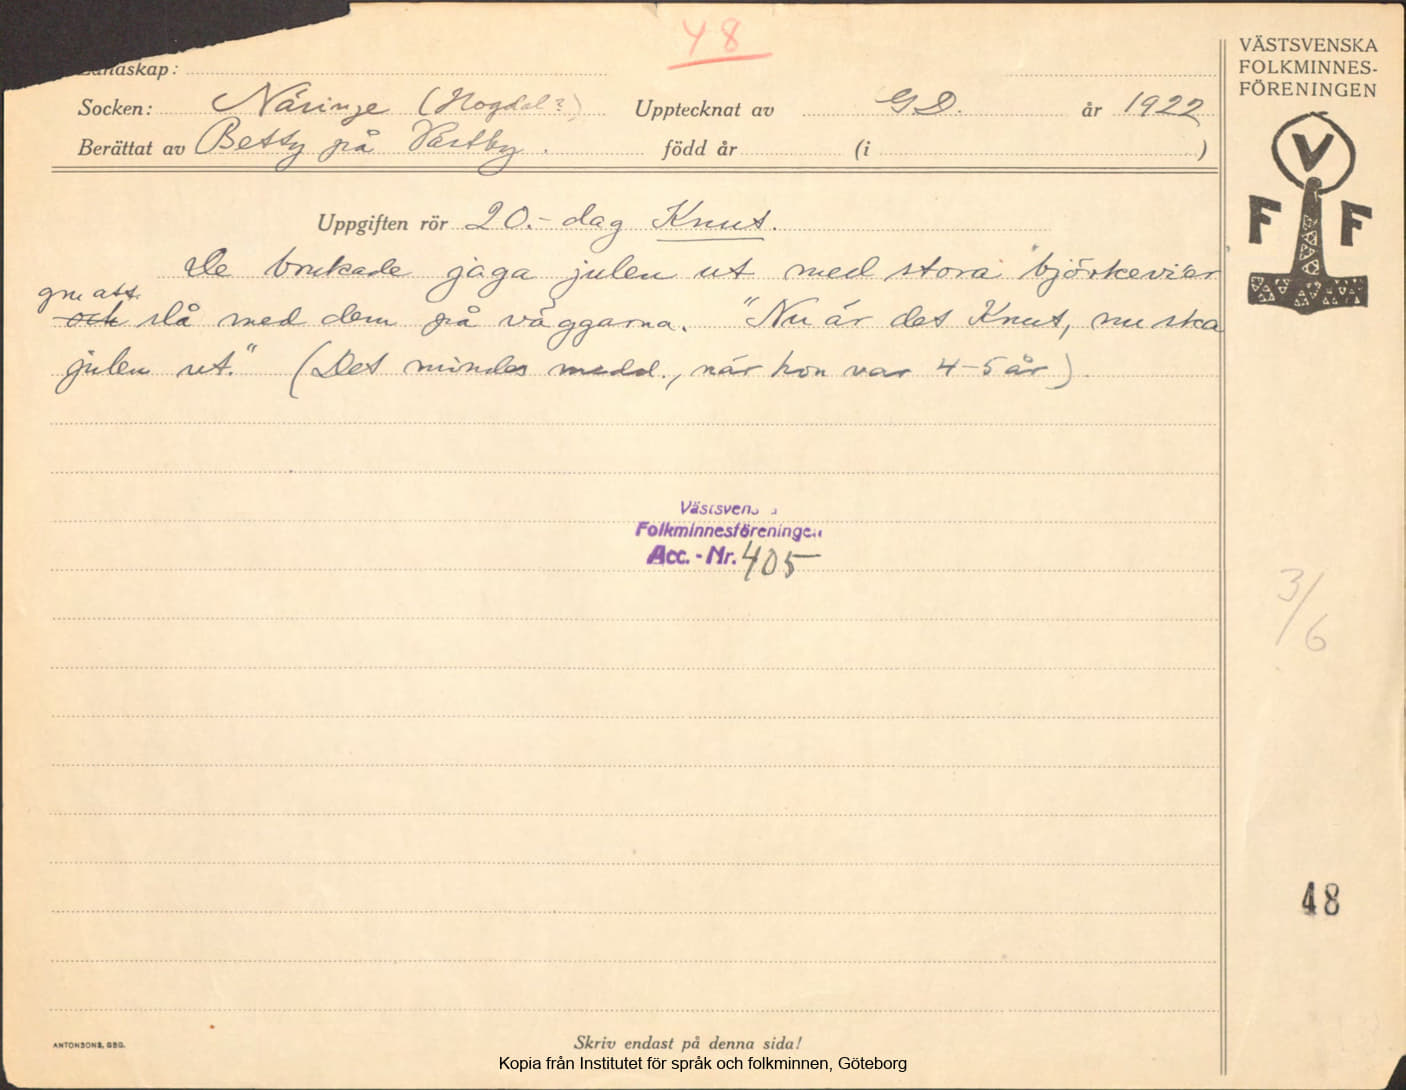 48
VÄSTSVENSKA
FOLKMINNES-
FÖRENINGEN
Landskap:
Socken: Näsinge (Hogdal?) Upptecknat av G D. år 1922
Berättat av Betty på Västby. född år (i )
V
F F
Uppgiften rör 20.-dag Knut.
De brukade jaga julen ut med stora björkeviar
gm att
och slå med dem på väggarna. "Nu är det Knut, nu ska
julen ut." (Det mindes medd., när hon var 4-5 år).
Västsvenska
Folkminnesföreningen
Acc.-Nr. 405
3/6
48
ANTONSONS, GBG.
Skriv endast på denna sida!
Kopia från Institutet för språk och folkminnen, Göteborg